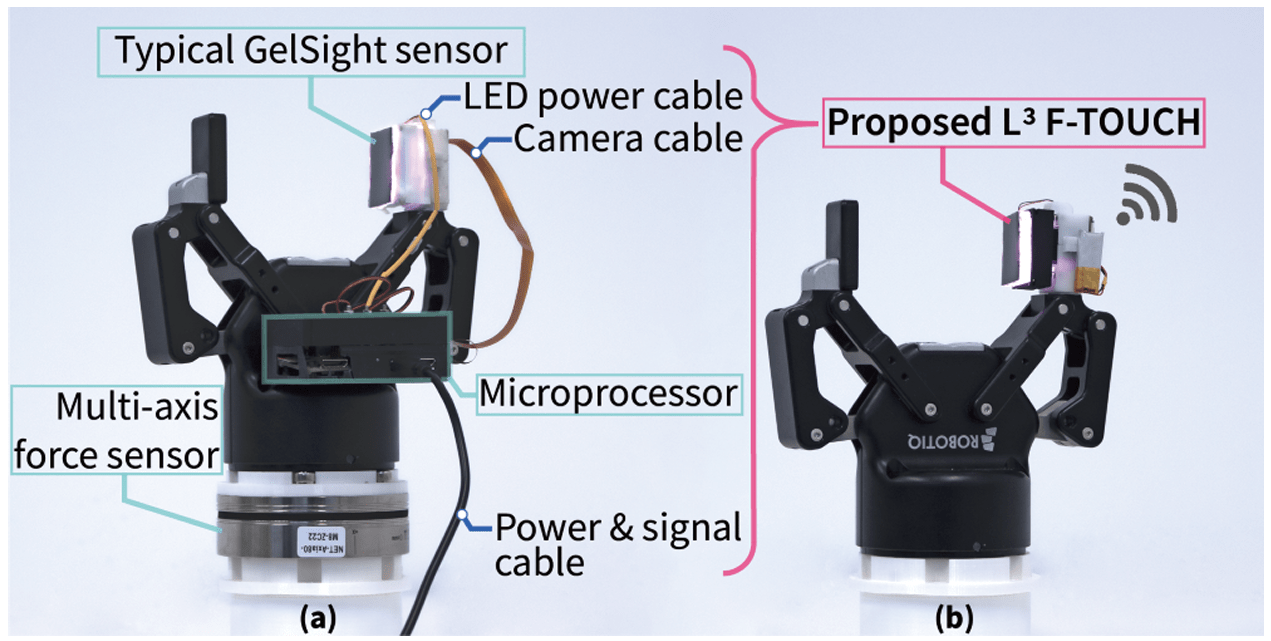 Typical GelSight sensor
LED power cable
Camera cable
Proposed L³ F-TOUCH
Microprocessor
Multi-axis
force sensor
ROBOTIQ
NET-Axia80-
M8-ZC22
Power & signal
cable
(a)
(b)